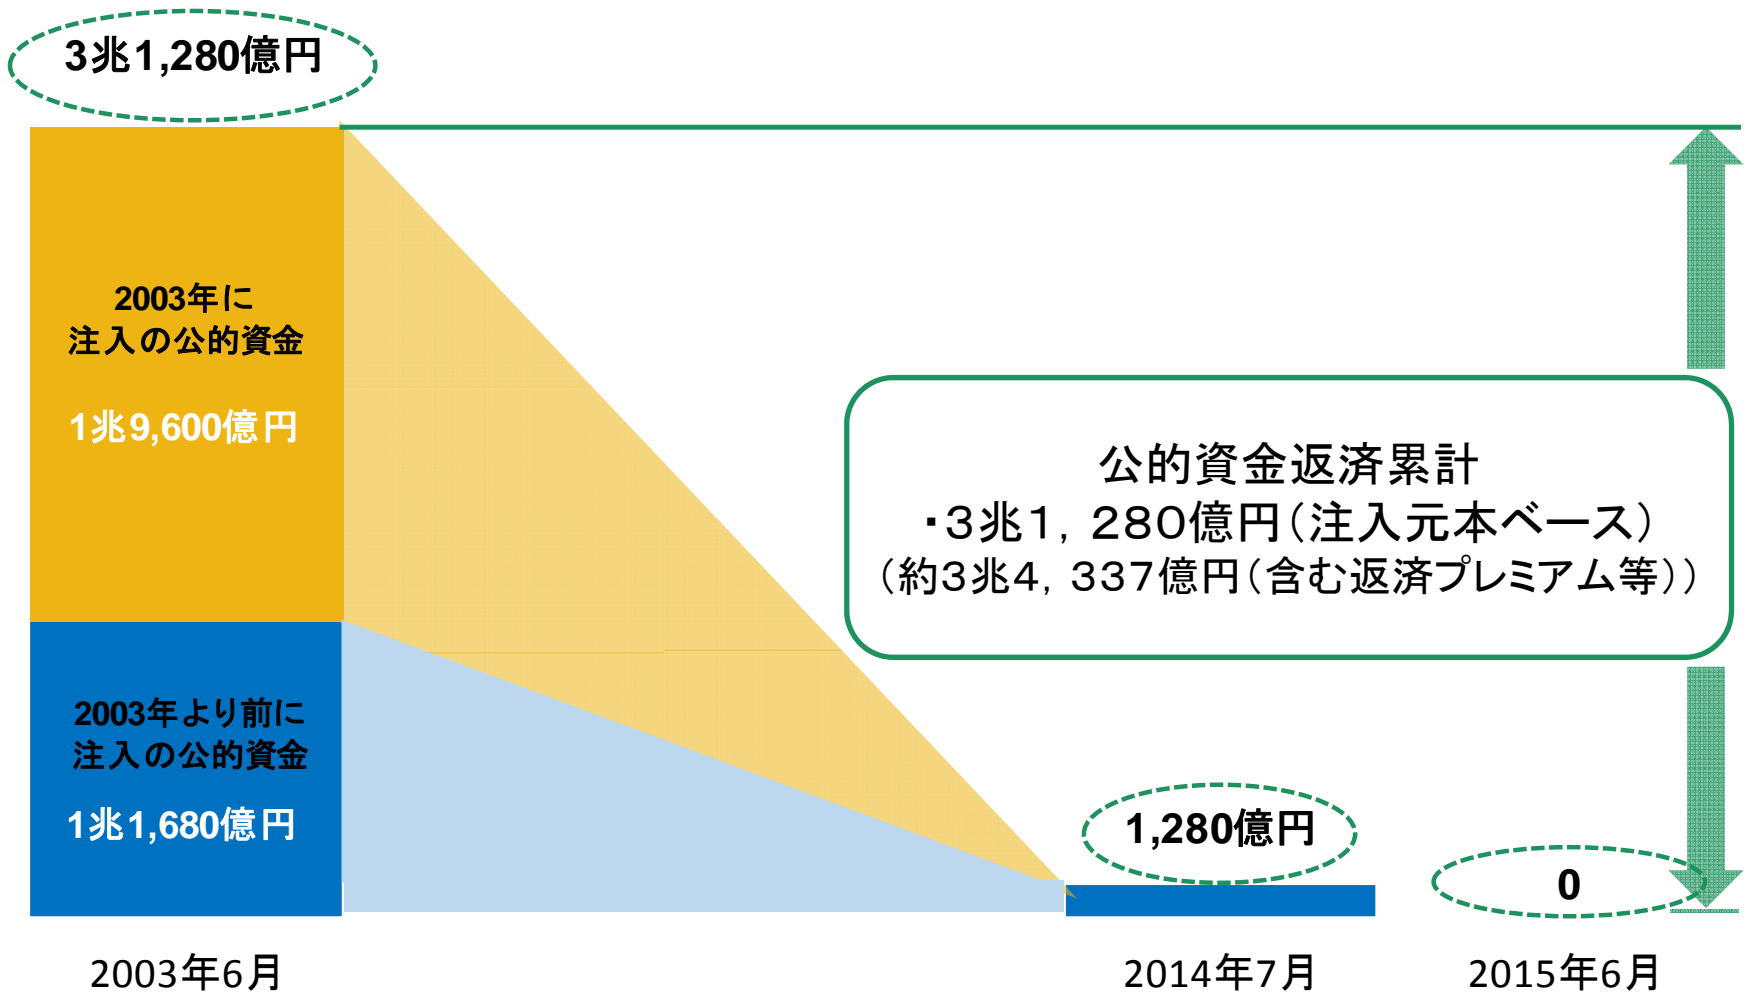 3兆1,280億円
2003年に
注入の公的資金
1兆9,600億円
公的資金返済累計
・3兆1，280億円（注入元本ベース）
（約3兆4，337億円（含む返済プレミアム等））
2003年より前に
注入の公的資金
1兆1,680億円
1,280億円
0
2003年6月
2014年7月
2015年6月